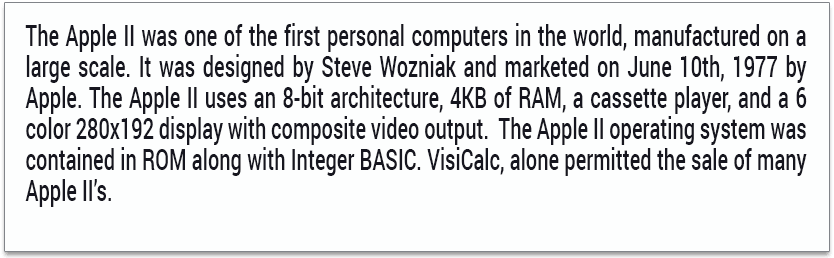 The Apple II was one of the first personal computers in the world, manufactured on a
large scale. It was designed by Steve Wozniak and marketed on June 10th, 1977 by
Apple. The Apple II uses an 8-bit architecture, 4KB of RAM, a cassette player, and a 6
color 280x192 display with composite video output.  The Apple II operating system was
contained in ROM along with Integer BASIC. VisiCalc, alone permitted the sale of many
Apple II’s.